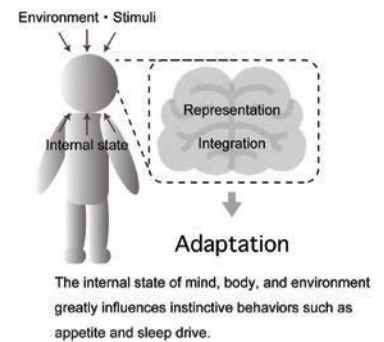 Environment・Stimuli
Representation
Integration
Internal state
Adaptation
The internal state of mind, body, and environment
greatly influences instinctive behaviors such as
appetite and sleep drive.